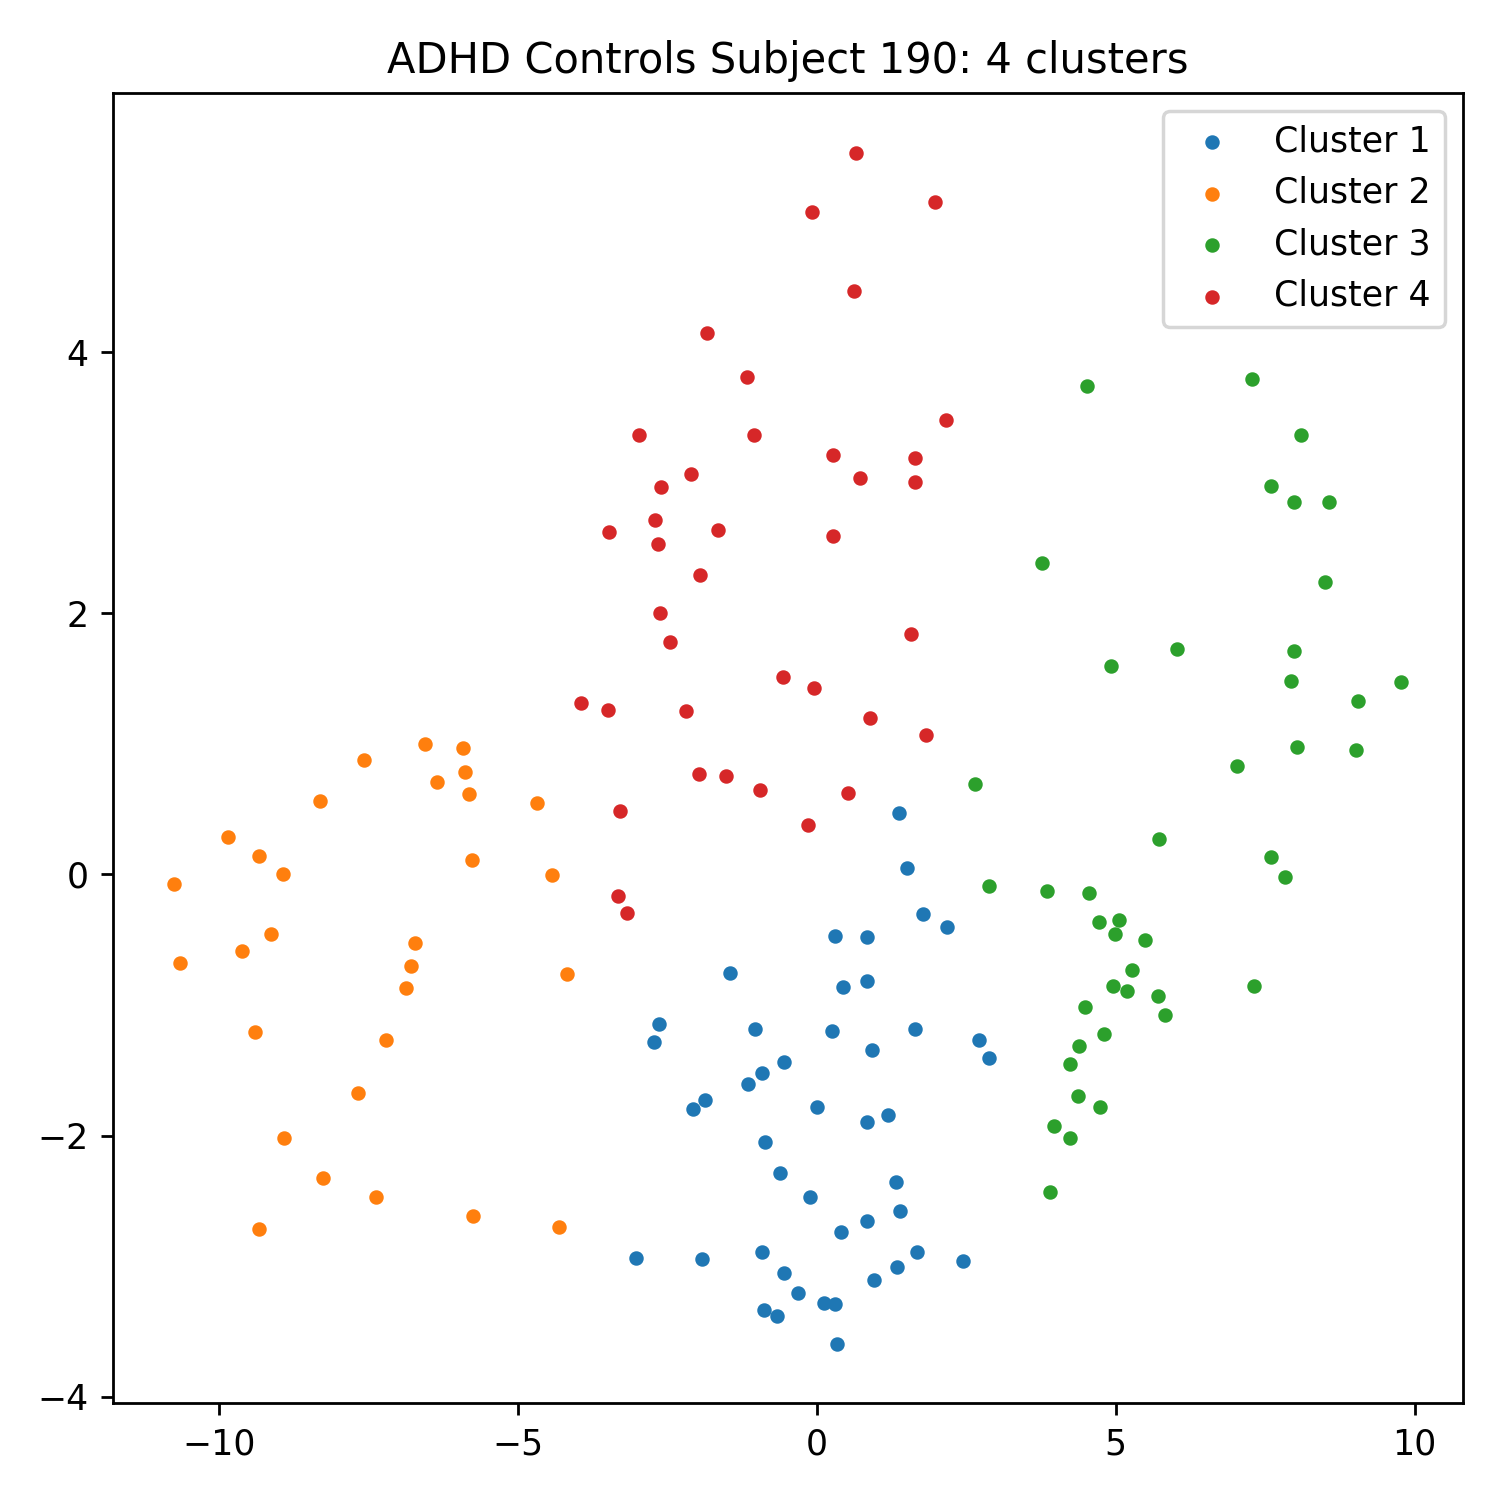 ADHD Controls Subject 190: 4 clusters
Cluster 1
Cluster 2
Cluster 3
Cluster 4
4
2
0
−2
−4
−10 −5 0 5 10